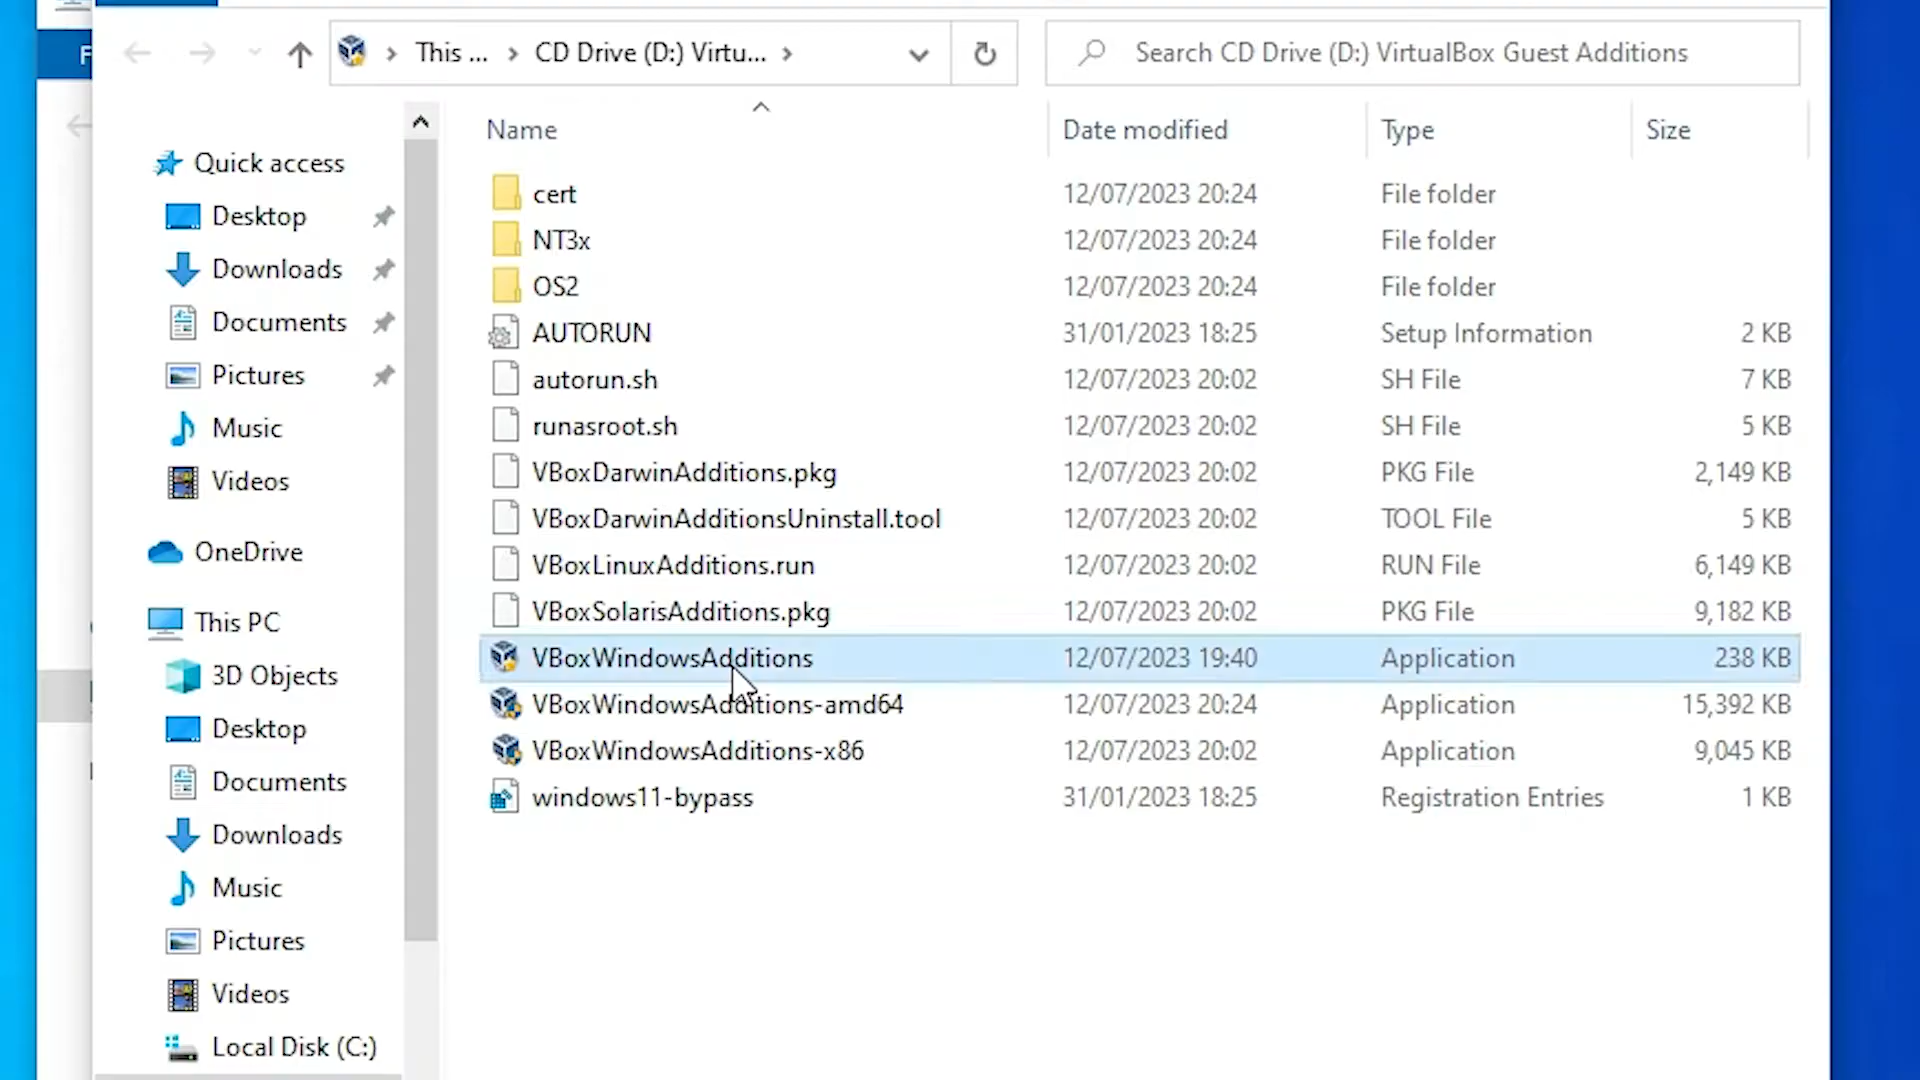 F
This ... CD Drive (D:) Virtu...
Search CD Drive (D:) VirtualBox Guest Additions
Name Date modified Type Size
Quick access
Desktop
Downloads
Documents
Pictures
Music
Videos
OneDrive
This PC
3D Objects
Desktop
Documents
Downloads
Music
Pictures
Videos
Local Disk (C:)
cert 12/07/2023 20:24 File folder
NT3x 12/07/2023 20:24 File folder
OS2 12/07/2023 20:24 File folder
AUTORUN 31/01/2023 18:25 Setup Information 2 KB
autorun.sh 12/07/2023 20:02 SH File 7 KB
runasroot.sh 12/07/2023 20:02 SH File 5 KB
VBoxDarwinAdditions.pkg 12/07/2023 20:02 PKG File 2,149 KB
VBoxDarwinAdditionsUninstall.tool 12/07/2023 20:02 TOOL File 5 KB
VBoxLinuxAdditions.run 12/07/2023 20:02 RUN File 6,149 KB
VBoxSolarisAdditions.pkg 12/07/2023 20:02 PKG File 9,182 KB
VBoxWindowsAdditions 12/07/2023 19:40 Application 238 KB
VBoxWindowsAdditions-amd64 12/07/2023 20:24 Application 15,392 KB
VBoxWindowsAdditions-x86 12/07/2023 20:02 Application 9,045 KB
windows11-bypass 31/01/2023 18:25 Registration Entries 1 KB